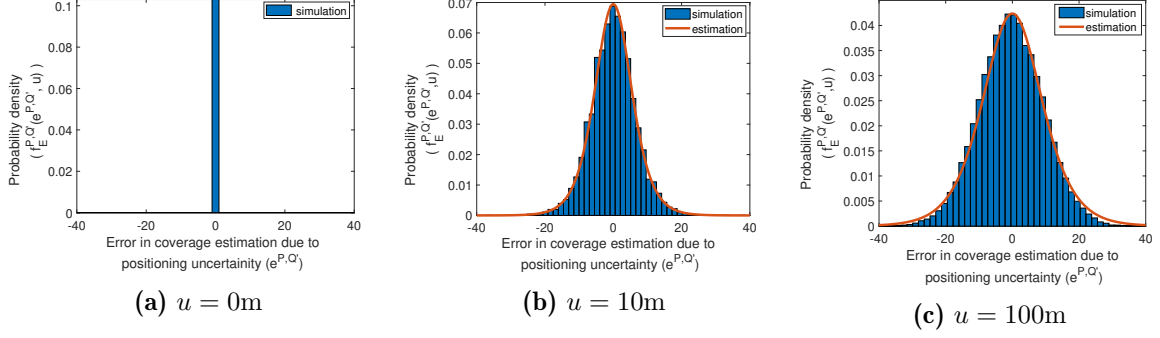 Probability density
( f_E^{P,Q'}(e^{P,Q'}, u) )
0.1
0.08
0.06
0.04
0.02
0
-40
-20
0
20
40
simulation
Error in coverage estimation due to
positioning uncertainity (e^{P,Q'})
(a) u = 0m
Probability density
( f_E^{P,Q'}(e^{P,Q'},u) )
0.07
0.06
0.05
0.04
0.03
0.02
0.01
0
-40
-20
0
20
40
simulation
estimation
Error in coverage estimation due to
positioning uncertainity (e^{P,Q'})
(b) u = 10m
Probability density
( f_E^{P,Q'}(e^{P,Q'},u) )
0.04
0.035
0.03
0.025
0.02
0.015
0.01
0.005
0
-40
-20
0
20
40
simulation
estimation
Error in coverage estimation due to
positioning uncertainity (e^{P,Q'})
(c) u = 100m